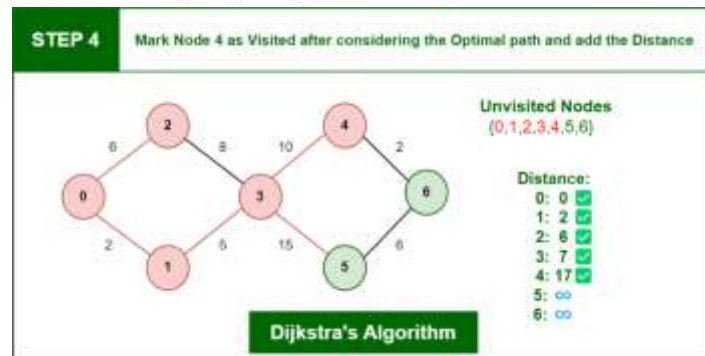 STEP 4
Mark Node 4 as Visited after considering the Optimal path and add the Distance
Unvisited Nodes
{0,1,2,3,4,5,6}
2
4
6
8
10
2
0
3
6
2
5
15
6
1
5
Distance:
0: 0 ✅
1: 2 ✅
2: 6 ✅
3: 7 ✅
4: 17 ✅
5: ∞
6: ∞
Dijkstra's Algorithm